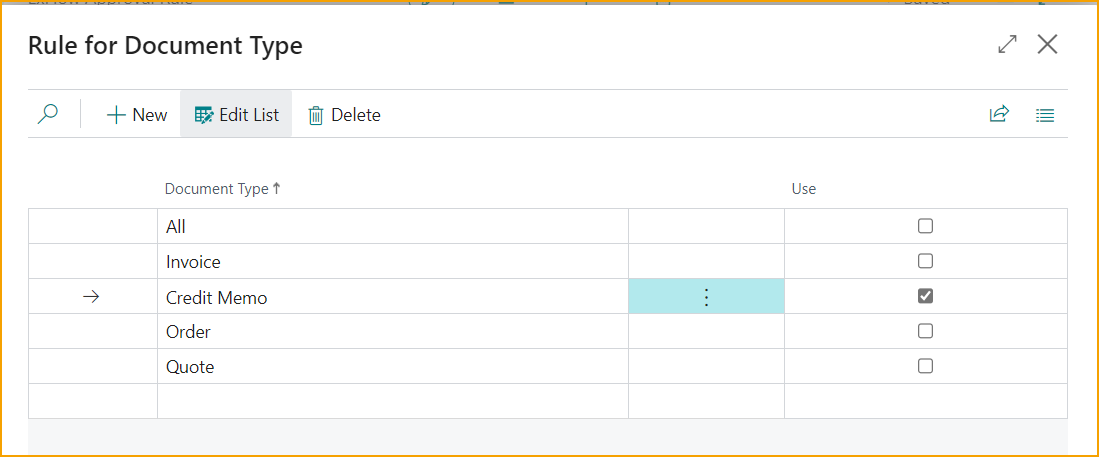 Rule for Document Type
New Edit List Delete
Document Type Use
All
Invoice
Credit Memo
Order
Quote